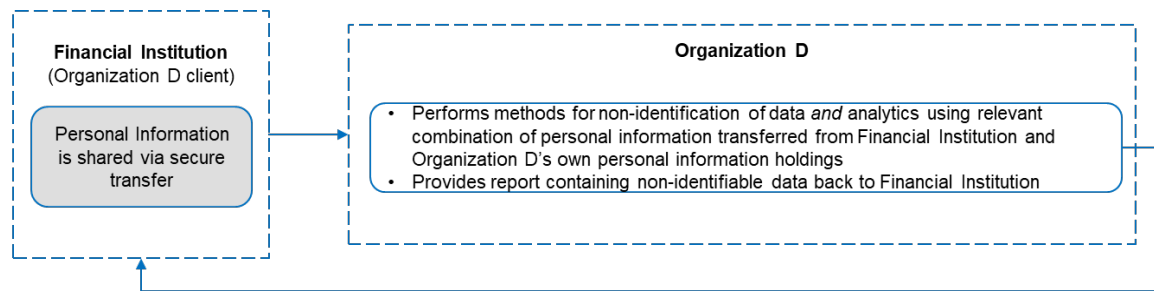 Financial Institution
(Organization D client)
Personal Information
is shared via secure
transfer
Organization D
• Performs methods for non-identification of data and analytics using relevant
combination of personal information transferred from Financial Institution and
Organization D's own personal information holdings
• Provides report containing non-identifiable data back to Financial Institution